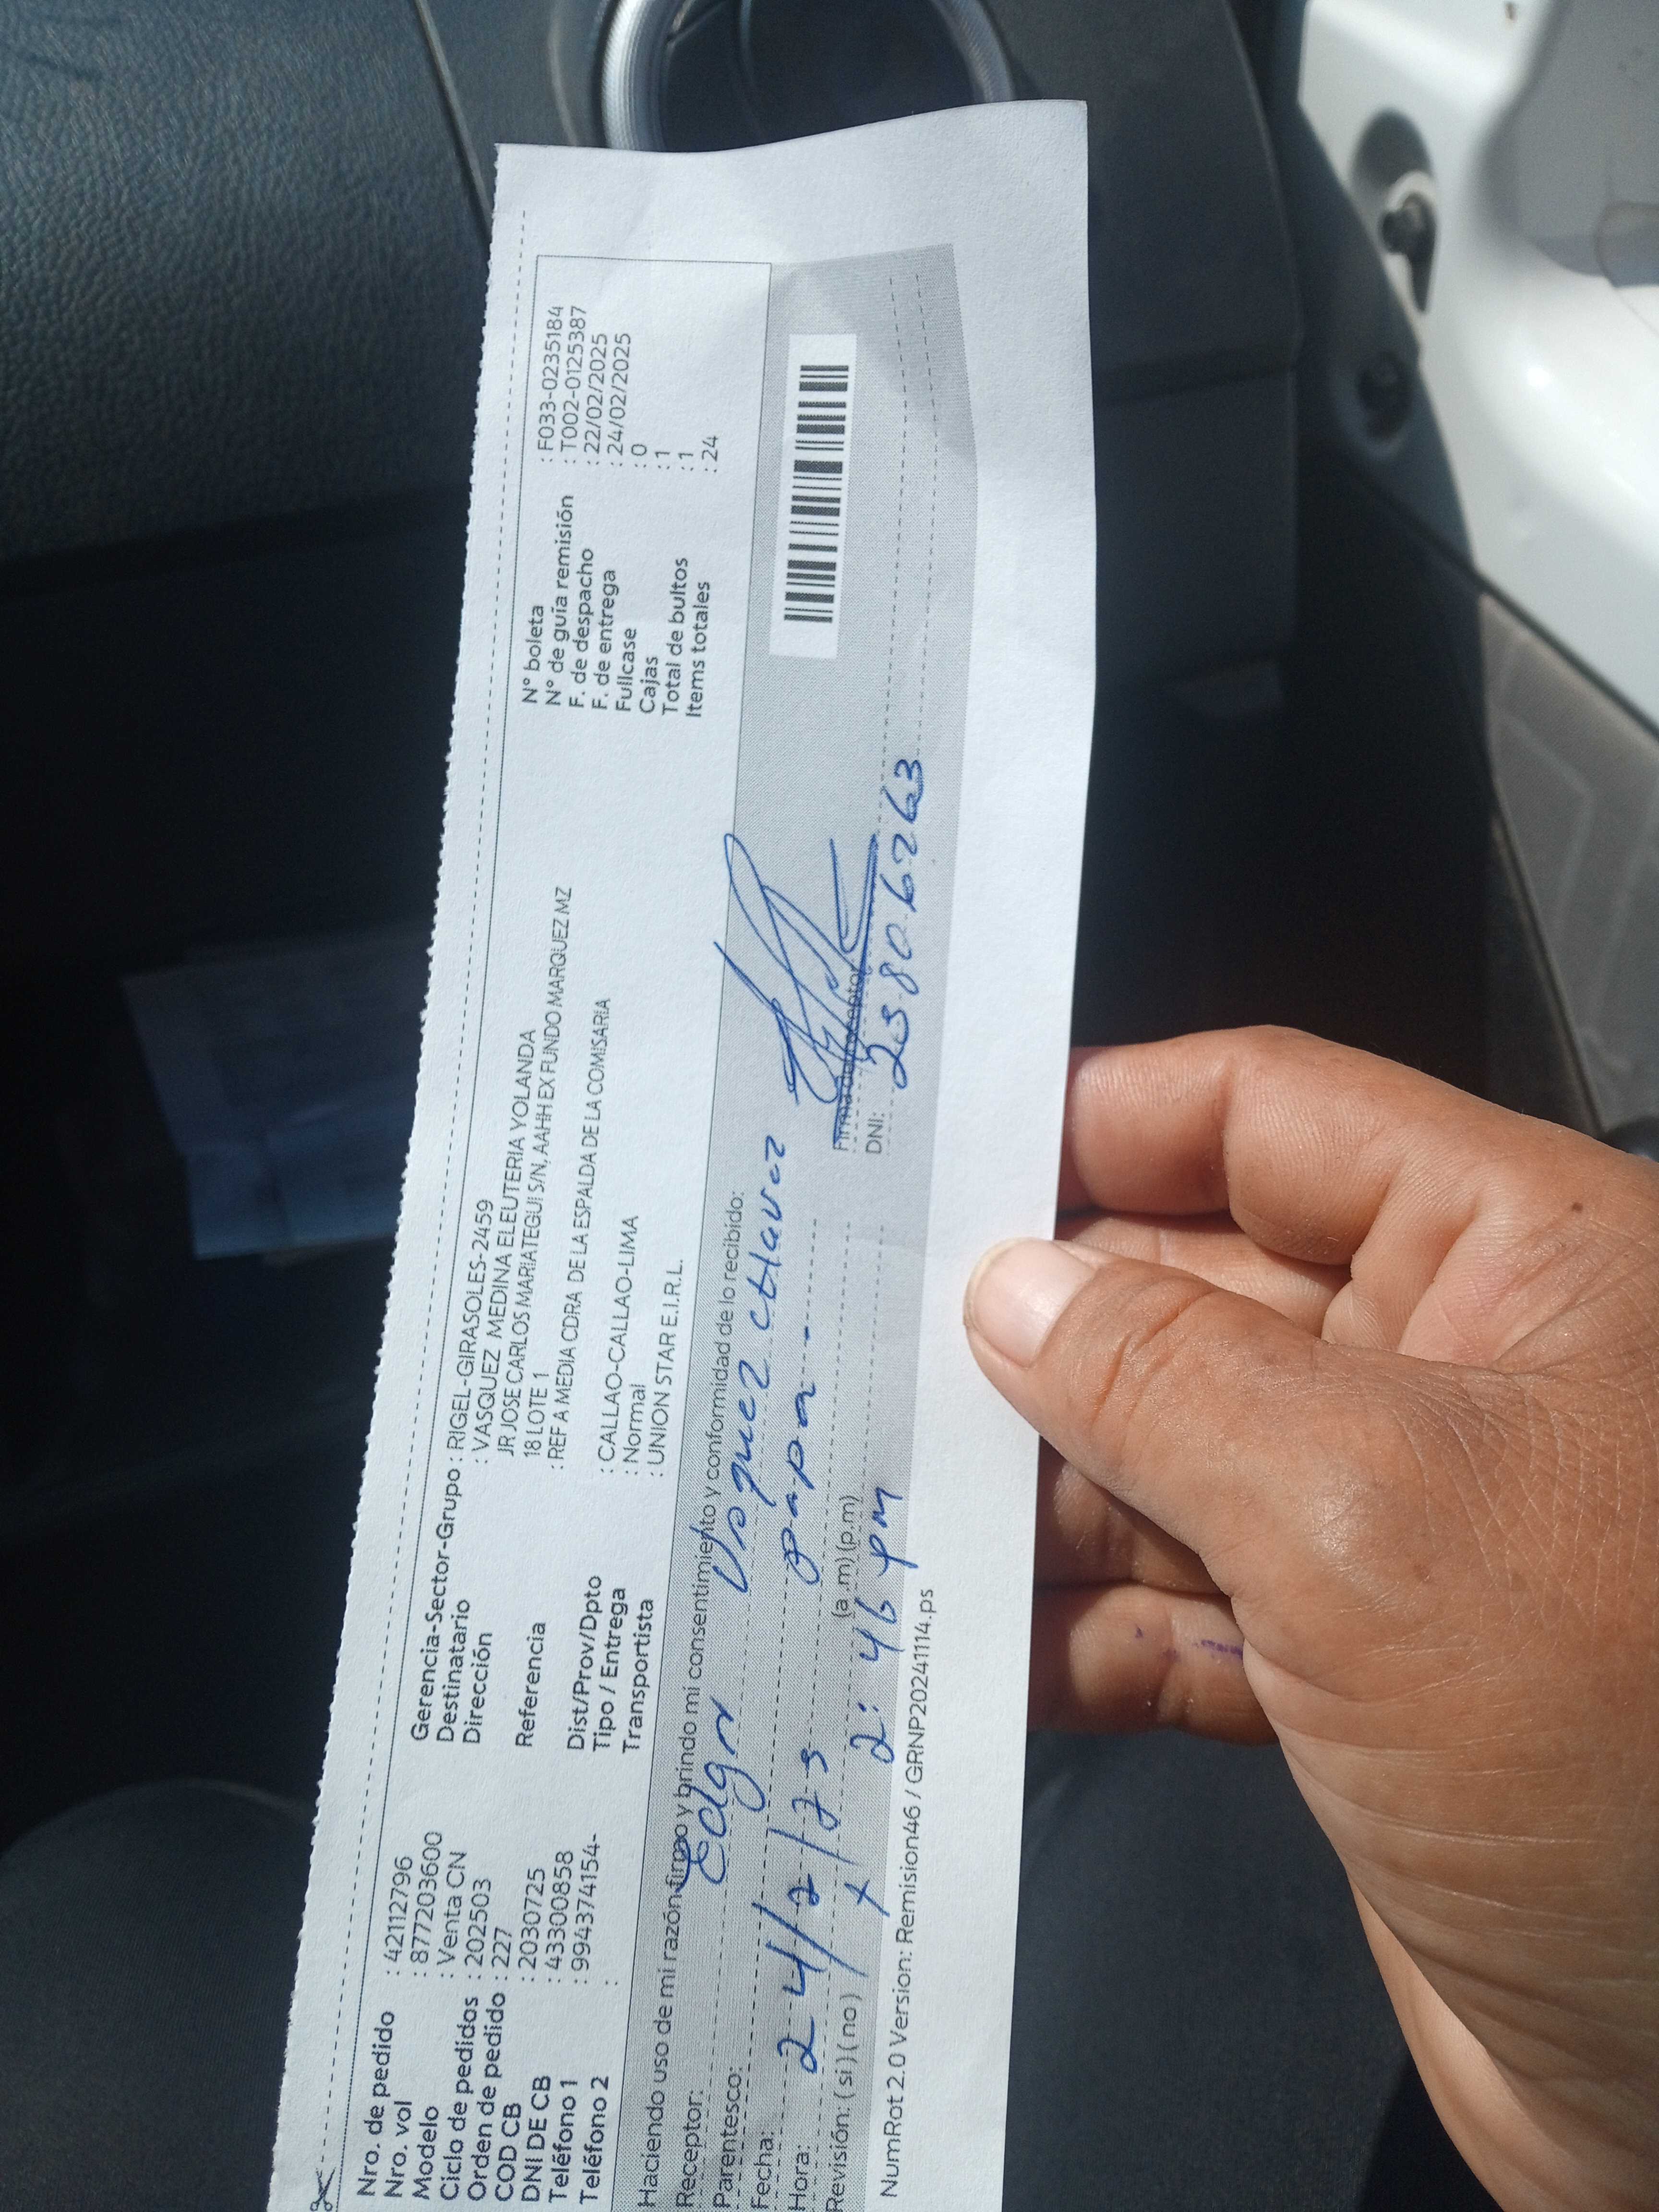 Nro. de pedido : 42112796
Nro. vol : 8772036​00
Modelo : Venta CN
Ciclo de pedidos : 202503
Orden de pedido : 227
COD CB : 2030725
DNI DE CB : 43300858
Teléfono 1 : 994374154-
Teléfono 2 :
Gerencia-Sector-Grupo : RIGEL-GIRASOLES-2459
Destinatario : VASQUEZ MEDINA ELEUTERIA YOLANDA
Dirección JR JOSE CARLOS MARIATEGUI S/N, AAHH EX FUNDO MARQUEZ MZ
18 LOTE 1
Referencia : REF A MEDIA CDRA DE LA ESPALDA DE LA COMISARIA
Dist/Prov/Dpto : CALLAO-CALLAO-LIMA
Tipo / Entrega : Normal
Transportista : UNION STAR E.I.R.L.
N° boleta : F033-0235184
N° de guía remisión : T002-0125387
F. de despacho : 22/02/2025
F. de entrega : 24/02/2025
Fullcase : 0
Cajas : 1
Total de bultos : 1
Items totales : 24
Haciendo uso de mi razón firmo y brindo mi consentimiento y conformidad de lo recibido:
Receptor: Edgr CHavez
Parentesco: papa
Fecha: 24/2/25
Hora: (a.m) (p.m)
2:46 pm
Revisión: ( si ) ( no ) x
Firma del receptor
DNI: 23806263
NumRot 2.0 Version: Remision46 / GRNP20241114.ps